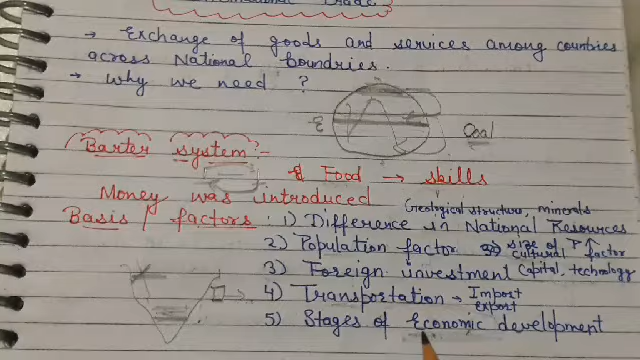 Trade
→ Exchange of goods and services among countries
across National boundries.
→ Why we need ?
E
Coal
Barter system :-
Food → skills
Money was introduced
Geological structure, minerals
Basis / factors : 1) Difference in National Resources
2) Population factor size of P ↑
cultural factor
3) Foreign investment Capital, technology
4) Transportation → Import
export
5) Stages of Economic development